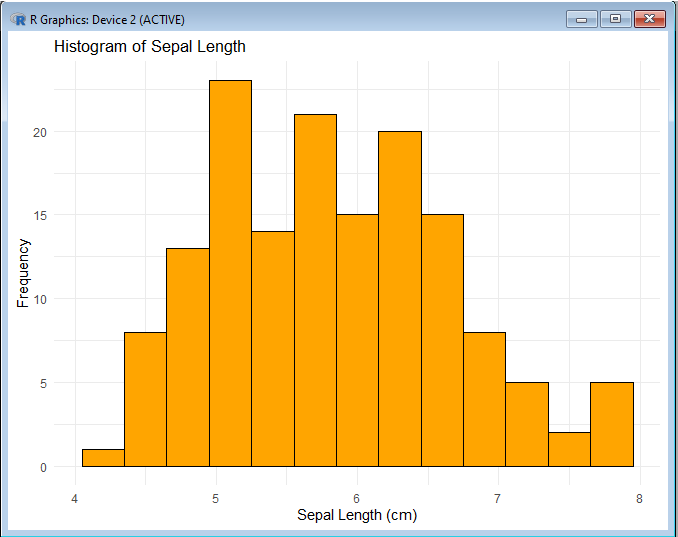 R Graphics: Device 2 (ACTIVE)
Histogram of Sepal Length
Frequency
20
15
10
5
0
4 5 6 7 8
Sepal Length (cm)